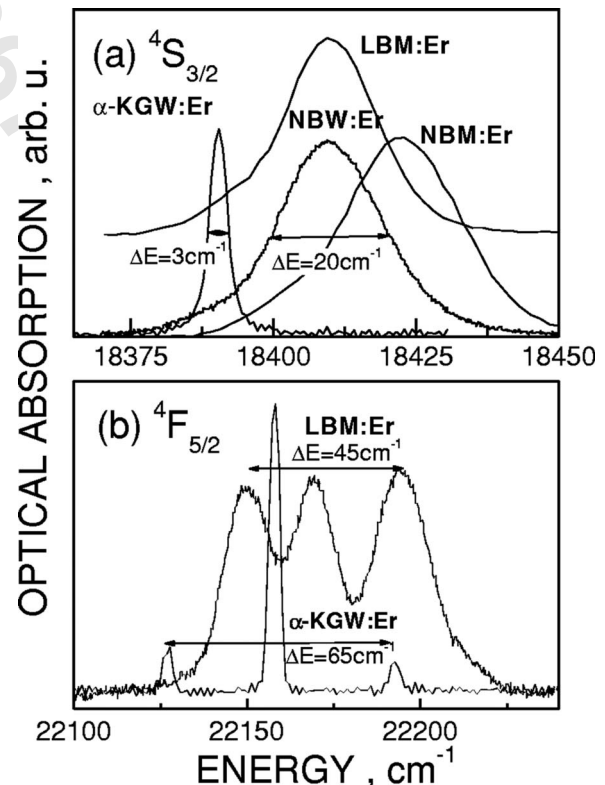 OPTICAL ABSORPTION , arb. u.
(a) ⁴S₃/₂
LBM:Er
α-KGW:Er
NBW:Er
NBM:Er
ΔE=3cm⁻¹
ΔE=20cm⁻¹
18375 18400 18425 18450
(b) ⁴F₅/₂
LBM:Er
ΔE=45cm⁻¹
α-KGW:Er
ΔE=65cm⁻¹
22100 22150 22200
ENERGY , cm⁻¹